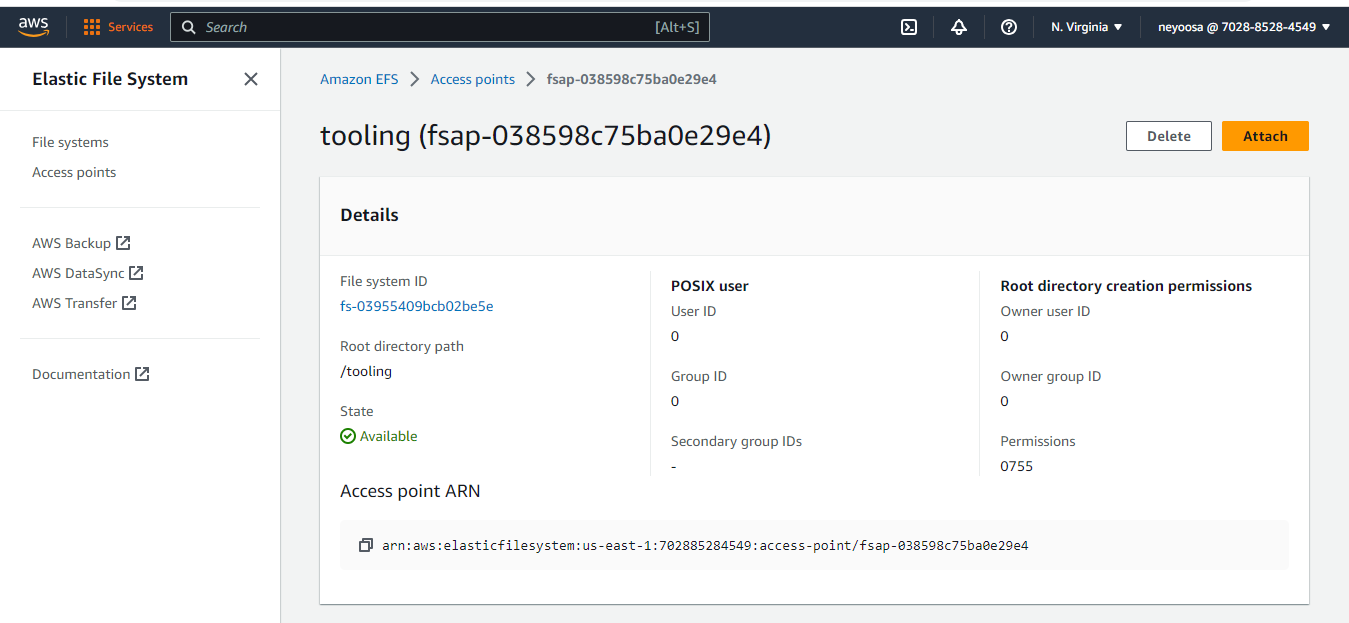 aws
Services
Search
[Alt+S]
N. Virginia
neyoosa @ 7028-8528-4549
Elastic File System
File systems
Access points
AWS Backup
AWS DataSync
AWS Transfer
Documentation
Amazon EFS
Access points
fsap-038598c75ba0e29e4
tooling (fsap-038598c75ba0e29e4)
Delete
Attach
Details
File system ID
fs-03955409bcb02be5e
Root directory path
/tooling
State
Available
POSIX user
User ID
0
Group ID
0
Secondary group IDs
-
Root directory creation permissions
Owner user ID
0
Owner group ID
0
Permissions
0755
Access point ARN
arn:aws:elasticfilesystem:us-east-1:702885284549:access-point/fsap-038598c75ba0e29e4